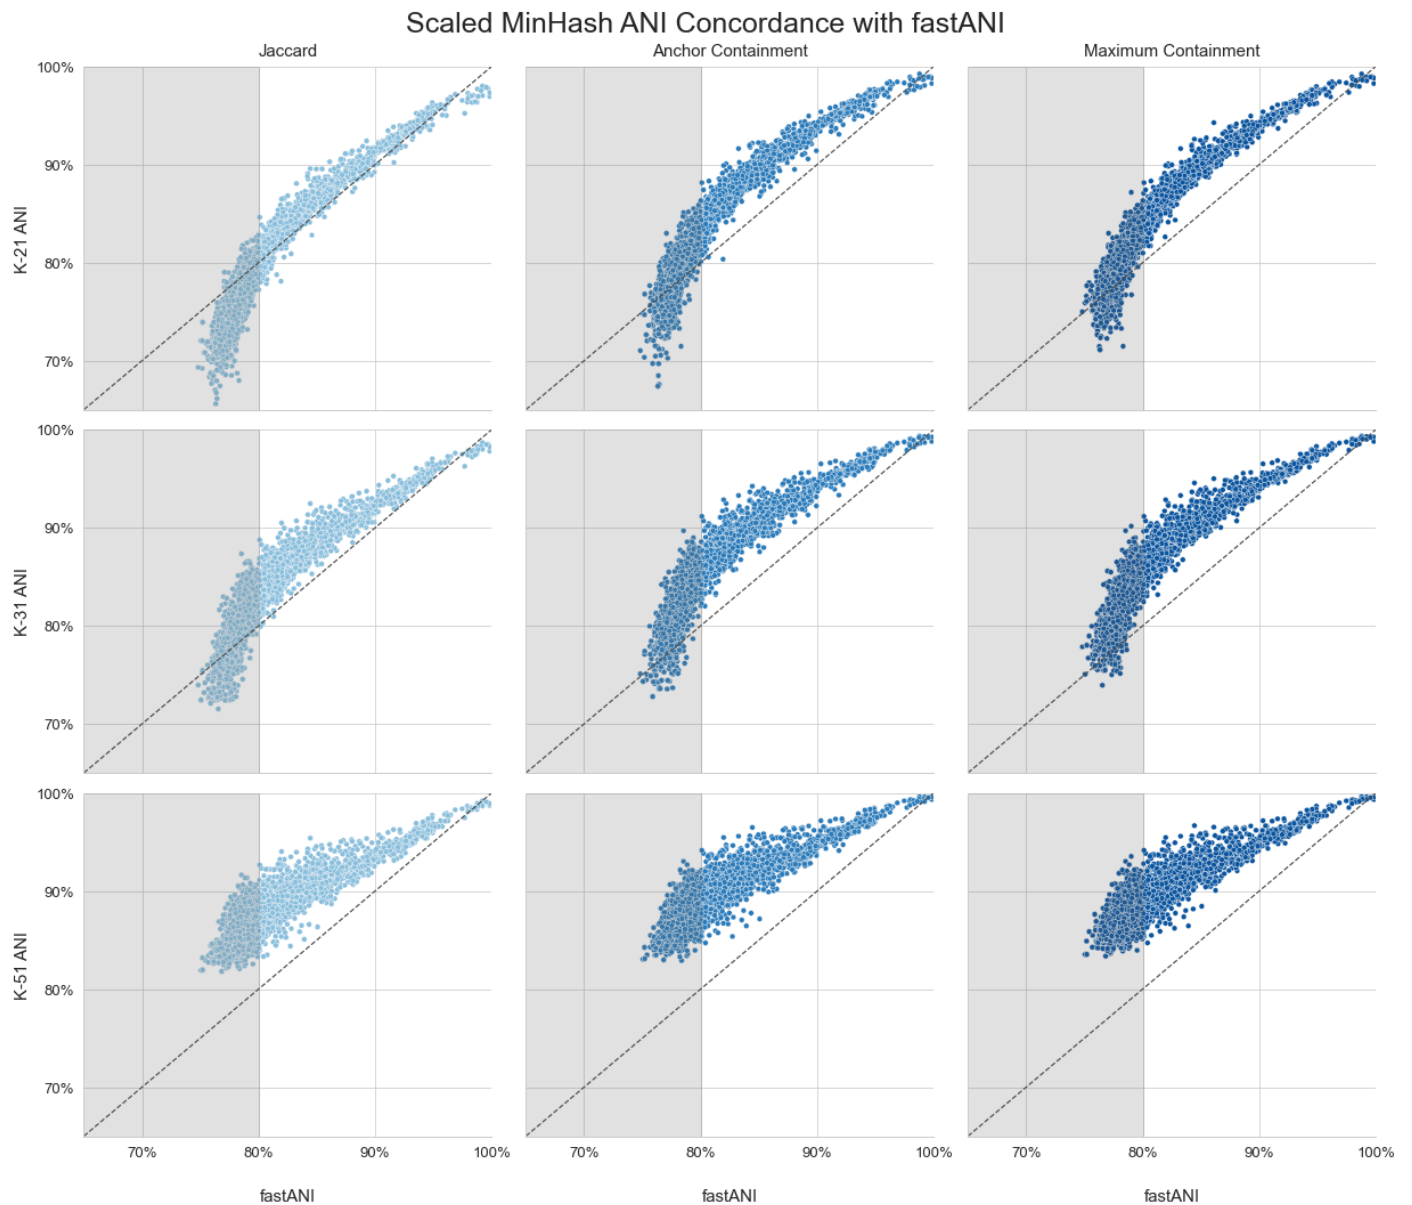 Scaled MinHash ANI Concordance with fastANI
Jaccard
Anchor Containment
Maximum Containment
100%
90%
80%
70%
K-21 ANI
100%
90%
80%
70%
K-31 ANI
100%
90%
80%
70%
K-51 ANI
70% 80% 90% 100%
70% 80% 90% 100%
70% 80% 90% 100%
fastANI
fastANI
fastANI